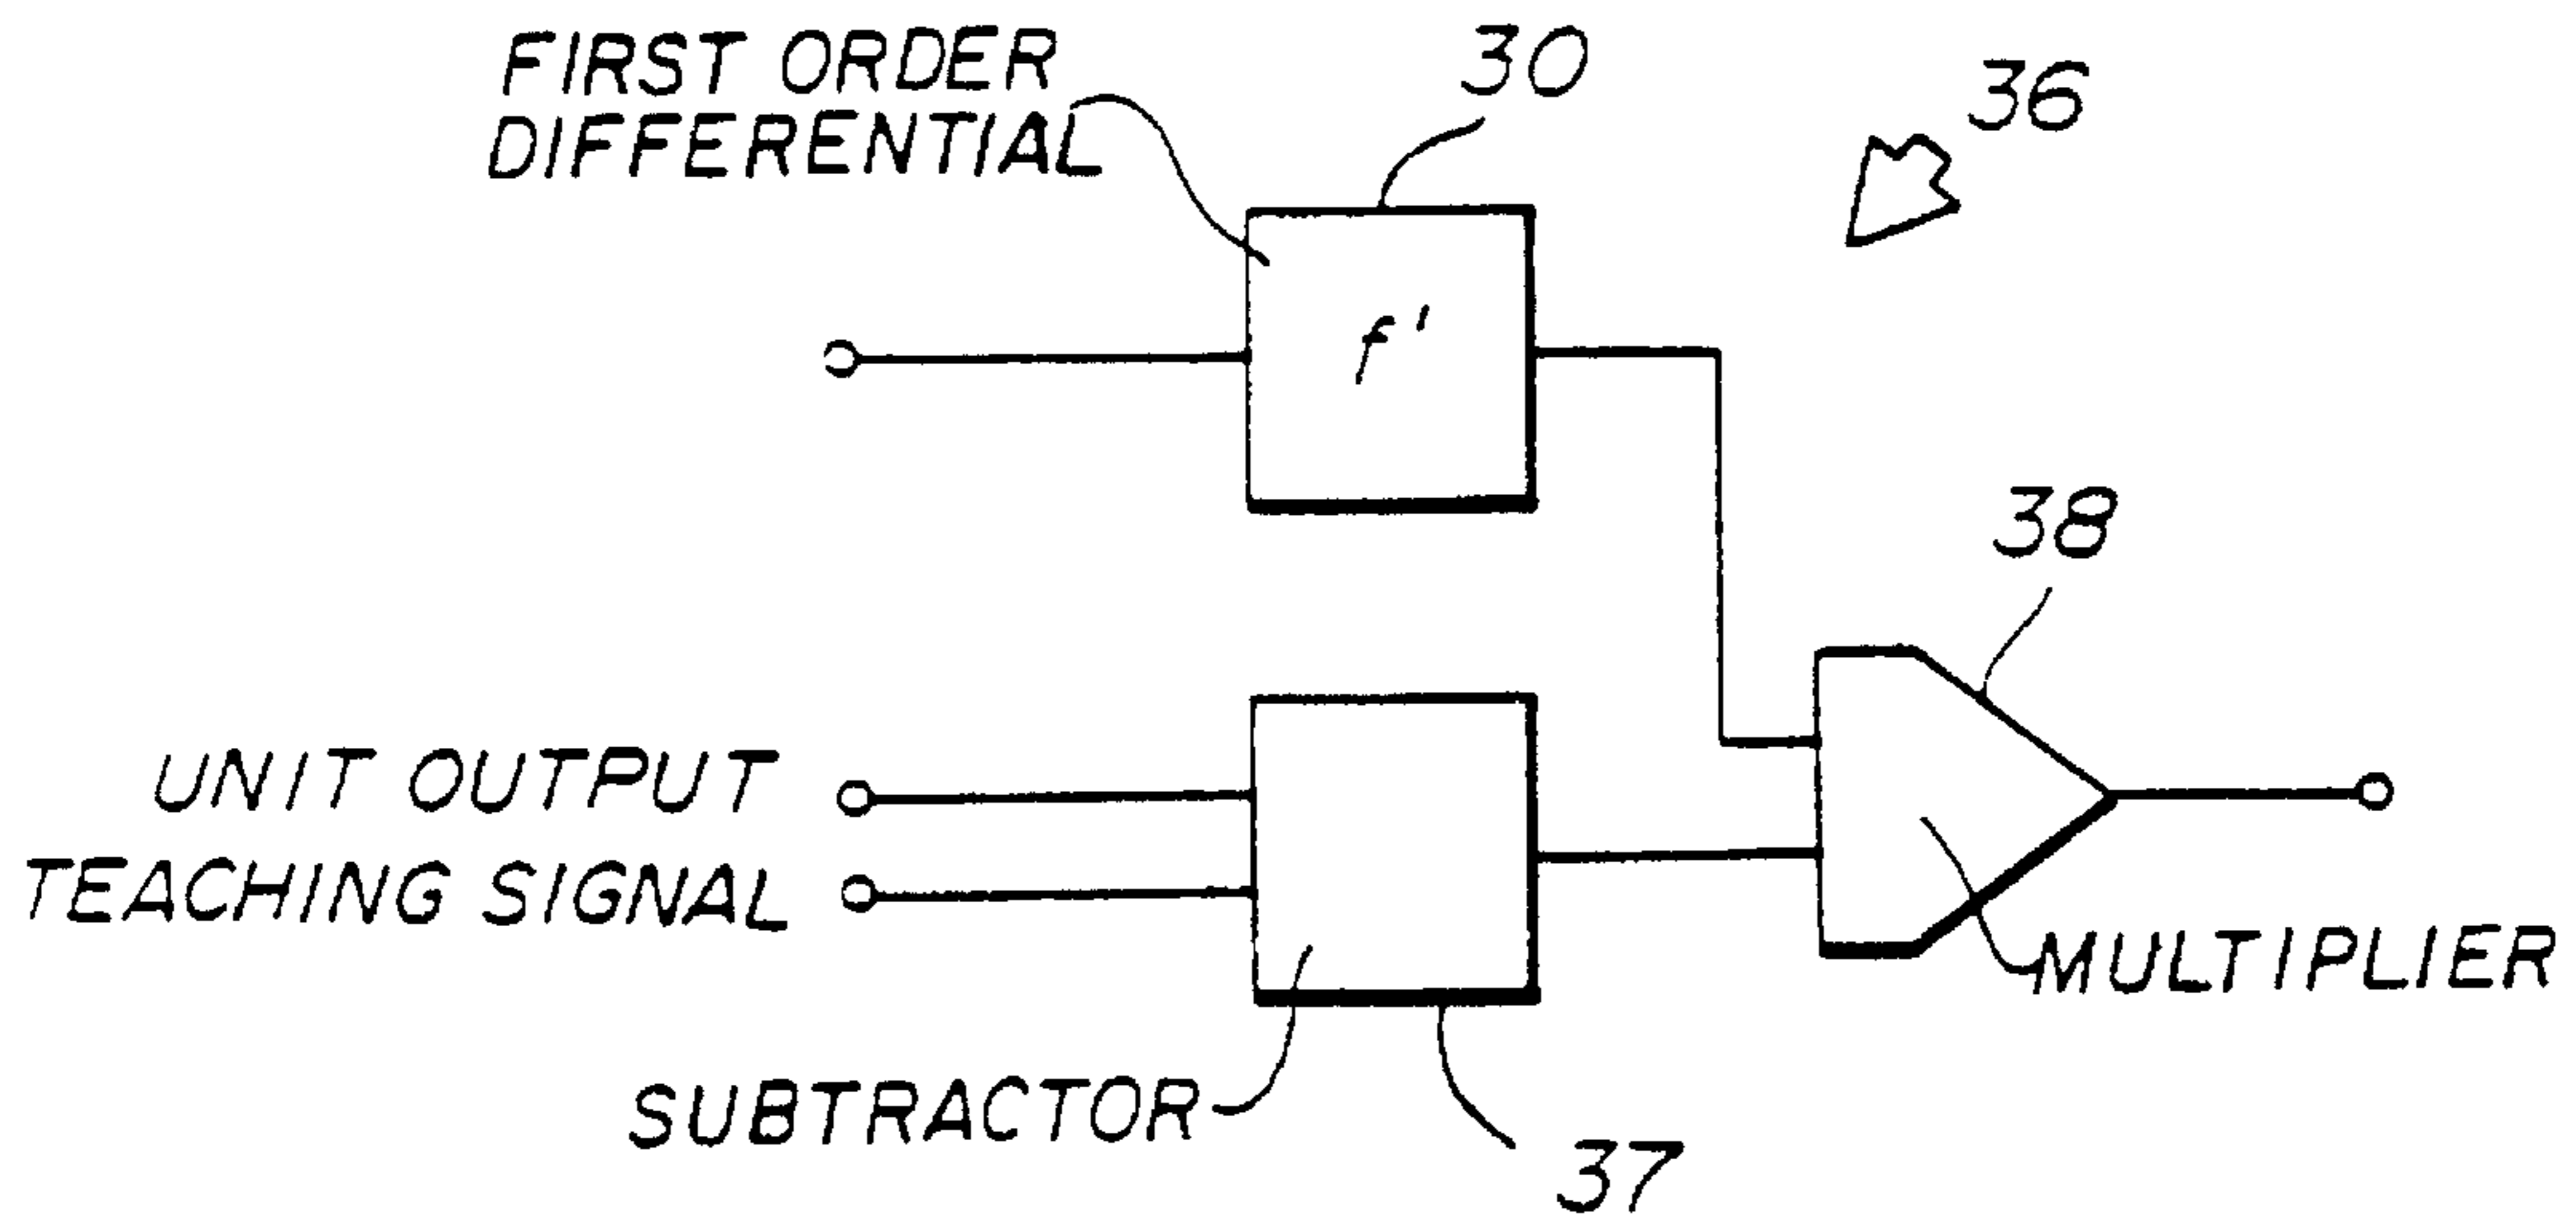 FIRST ORDER
DIFFERENTIAL
30
36
f'
38
UNIT OUTPUT
TEACHING SIGNAL
MULTIPLIER
SUBTRACTOR
37